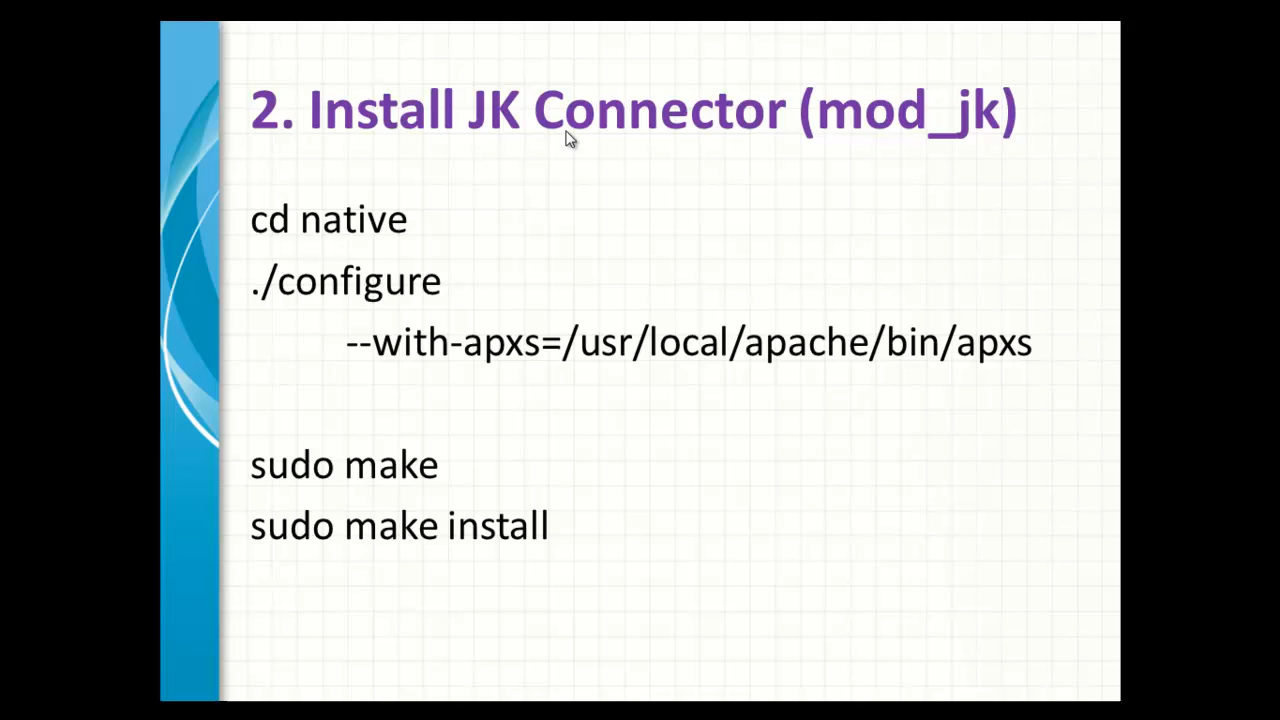 2. Install JK Connector (mod_jk)
cd native
./configure
--with-apxs=/usr/local/apache/bin/apxs
sudo make
sudo make install